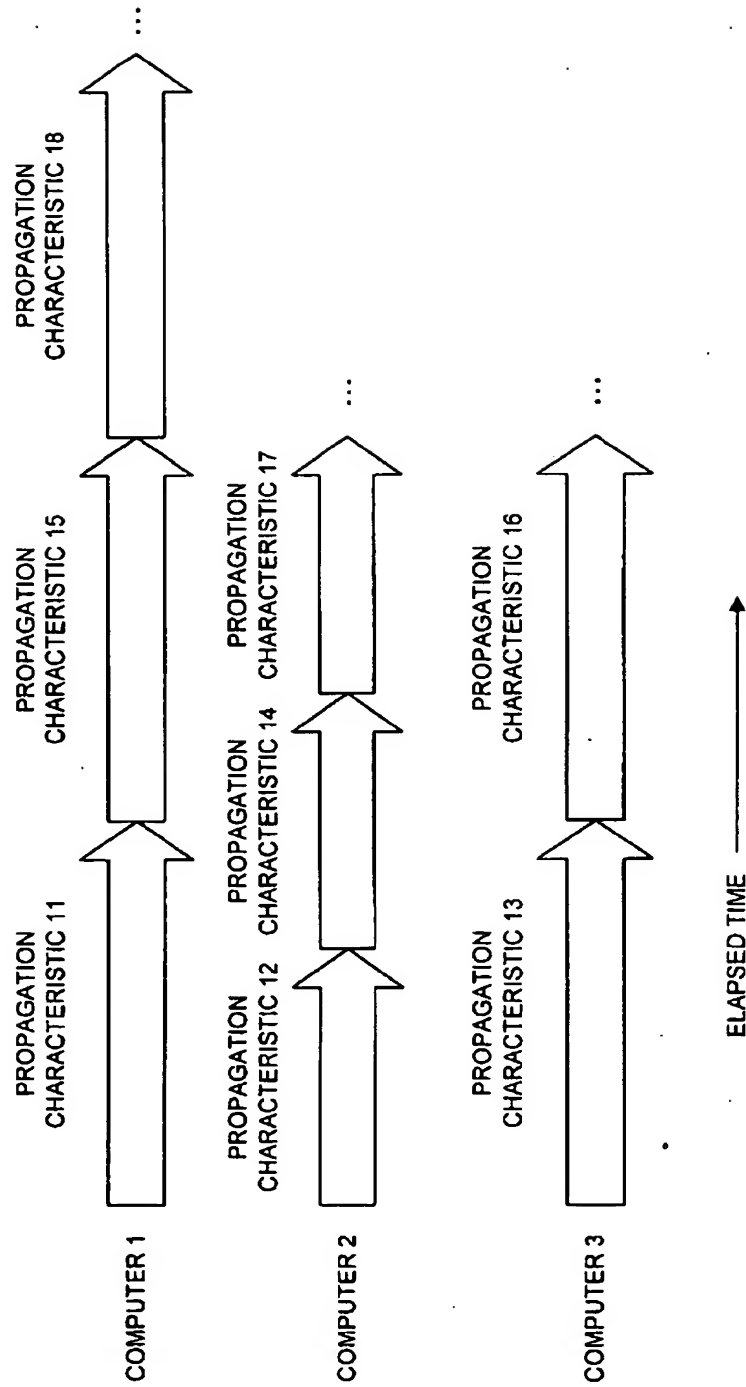 COMPUTER 1
PROPAGATION
CHARACTERISTIC 11
PROPAGATION
CHARACTERISTIC 15
PROPAGATION
CHARACTERISTIC 18
...
COMPUTER 2
PROPAGATION
CHARACTERISTIC 12
PROPAGATION
CHARACTERISTIC 14
PROPAGATION
CHARACTERISTIC 17
...
COMPUTER 3
PROPAGATION
CHARACTERISTIC 13
PROPAGATION
CHARACTERISTIC 16
...
ELAPSED TIME